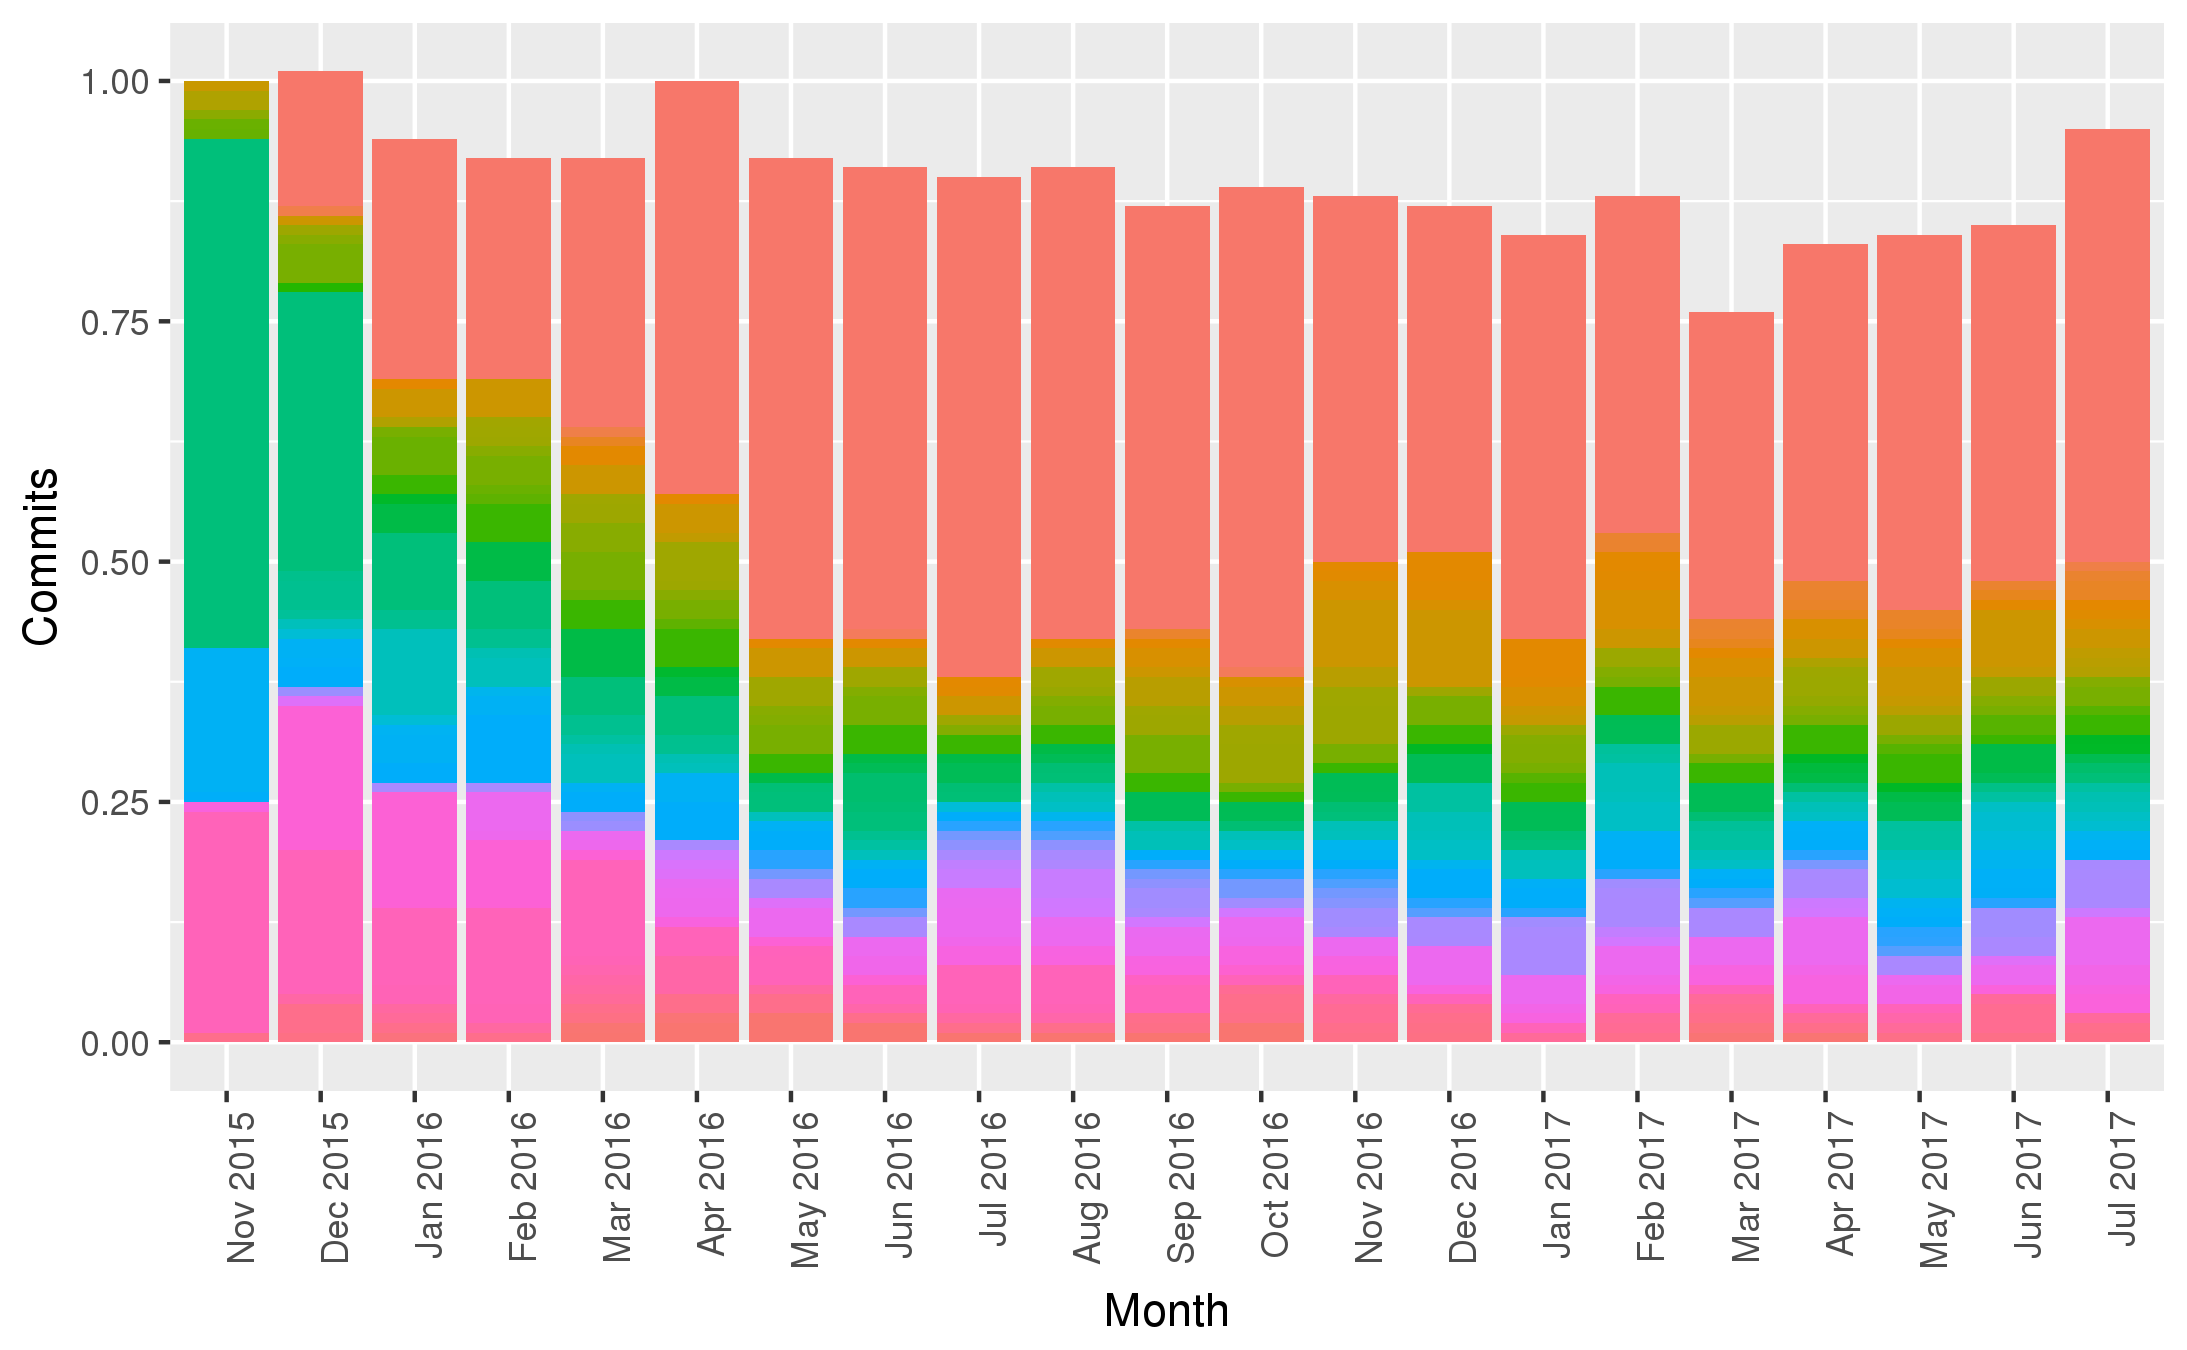 Commits
1.00
0.75
0.50
0.25
0.00
Nov 2015
Dec 2015
Jan 2016
Feb 2016
Mar 2016
Apr 2016
May 2016
Jun 2016
Jul 2016
Aug 2016
Sep 2016
Oct 2016
Nov 2016
Dec 2016
Jan 2017
Feb 2017
Mar 2017
Apr 2017
May 2017
Jun 2017
Jul 2017
Month